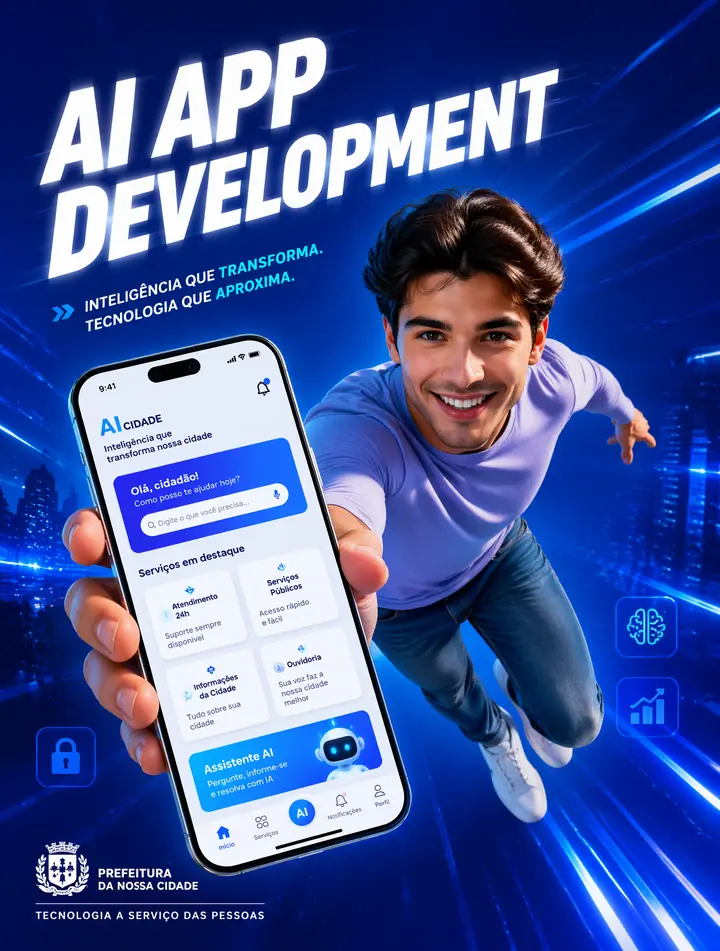 AI APP
DEVELOPMENT
INTELIGÊNCIA QUE TRANSFORMA.
TECNOLOGIA QUE APROXIMA.
9:41
AI CIDADE
Inteligência que
transforma nossa cidade
Olá, cidadão!
Como posso te ajudar hoje?
Digite o que você precisa...
Serviços em destaque
Atendimento
24h
Suporte sempre
disponível
Serviços
Públicos
Acesso rápido
e fácil
Informações
da Cidade
Tudo sobre sua
cidade
Ouvidoria
Sua voz faz a
nossa cidade
melhor
Assistente AI
Pergunte, informe-se
e resolva com IA
Início
Serviços
AI
Notificações
Perfil
PREFEITURA
DA NOSSA CIDADE
TECNOLOGIA A SERVIÇO DAS PESSOAS